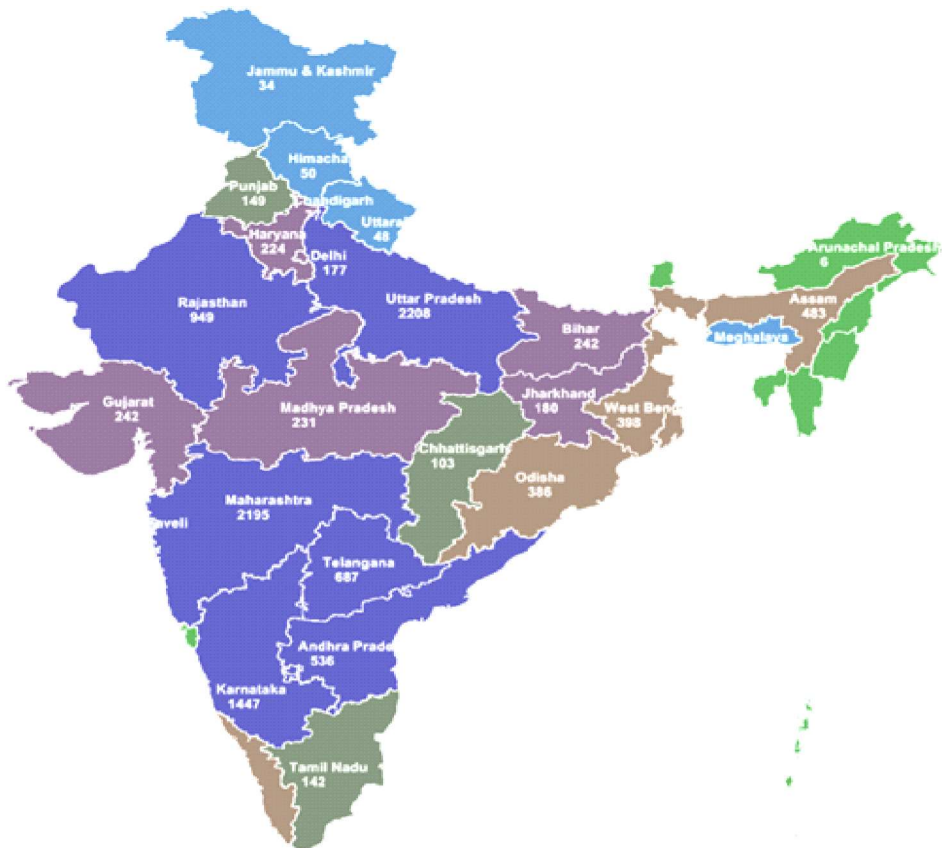 Jammu & Kashmir
34
Himacha
50
Punjab
149
Chandigarh
Uttara
48
Haryana
224
Delhi
177
Arunachal Pradesh
6
Rajasthan
949
Uttar Pradesh
2208
Assam
483
Bihar
242
Meghalaya
Gujarat
242
Madhya Pradesh
231
Jharkhand
180
West Beng
398
Chhattisgarh
103
Odisha
386
Maharashtra
2195
aveli
Telangana
687
Andhra Prade
536
Karnataka
1447
Tamil Nadu
142